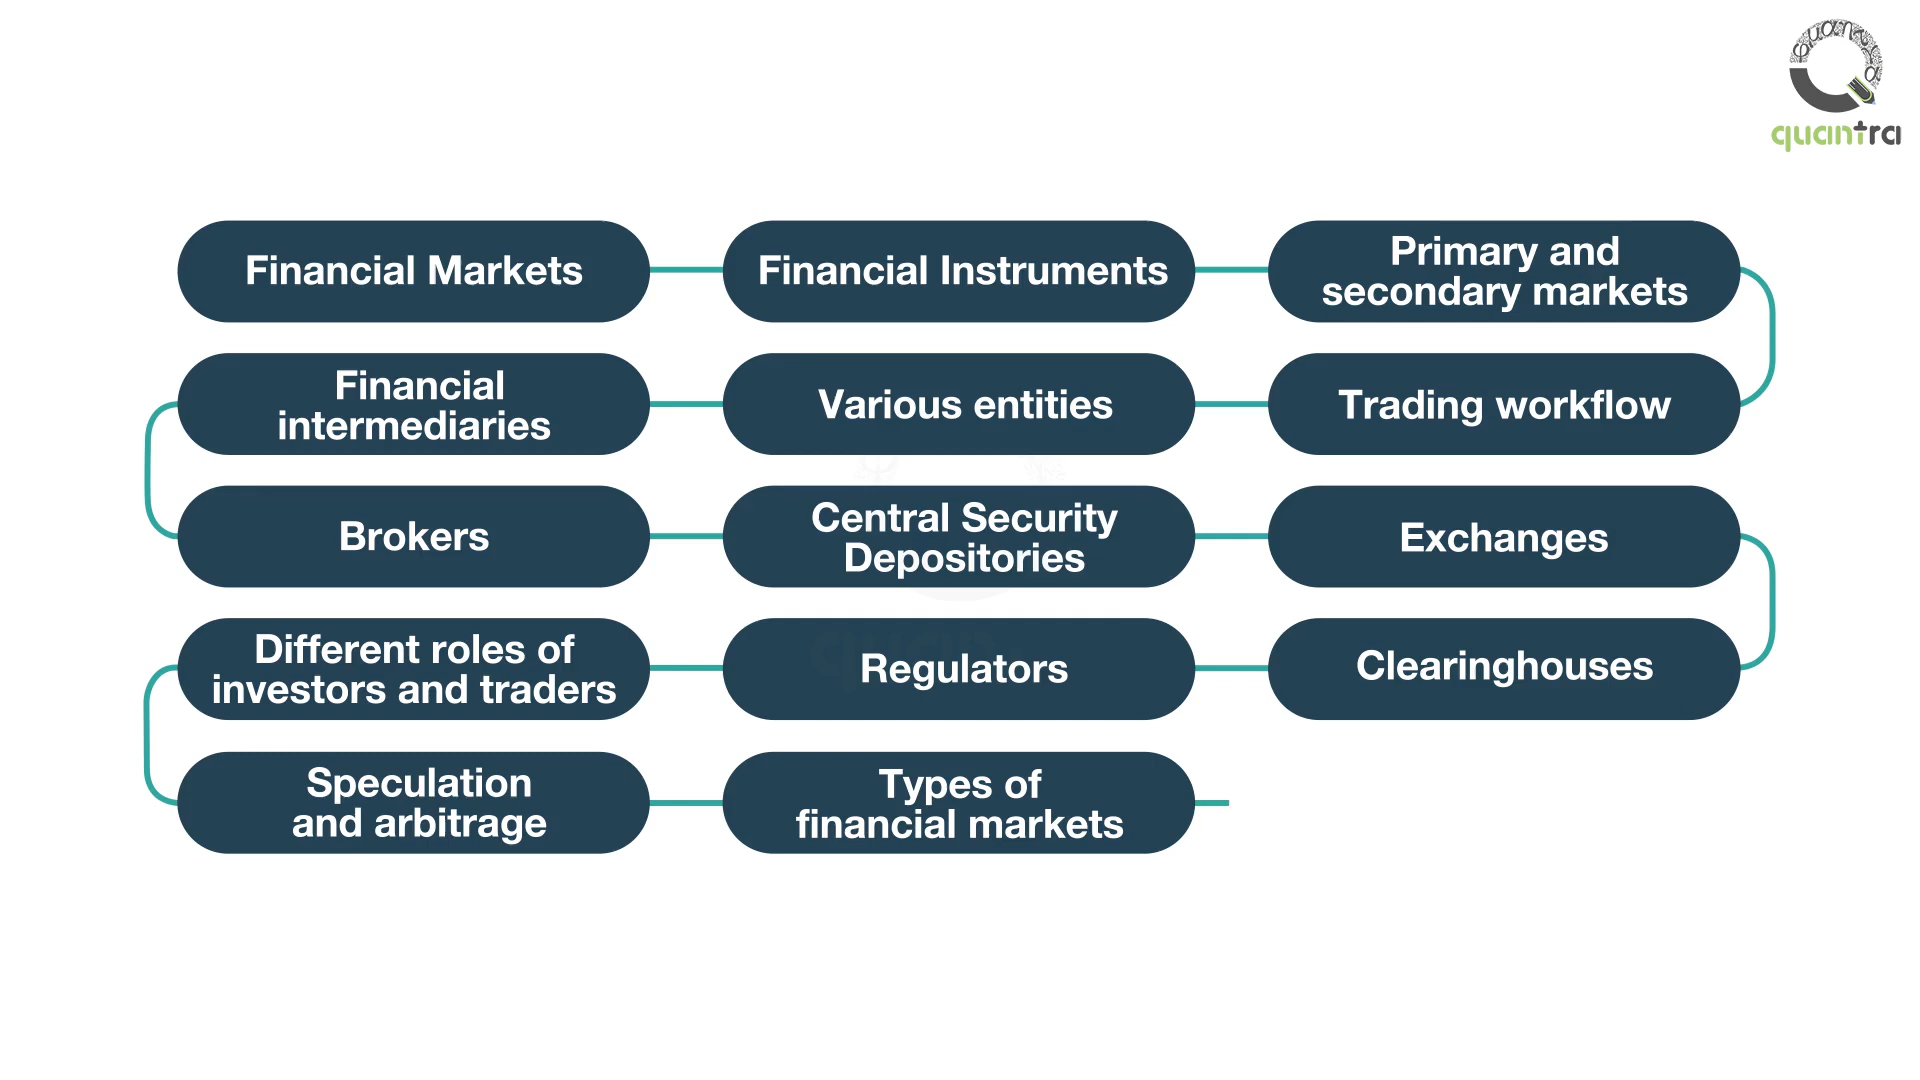 quantra
Financial Markets
Financial Instruments
Primary and
secondary markets
Trading workflow
Various entities
Financial
intermediaries
Brokers
Central Security
Depositories
Exchanges
Clearinghouses
Regulators
Different roles of
investors and traders
Speculation
and arbitrage
Types of
financial markets